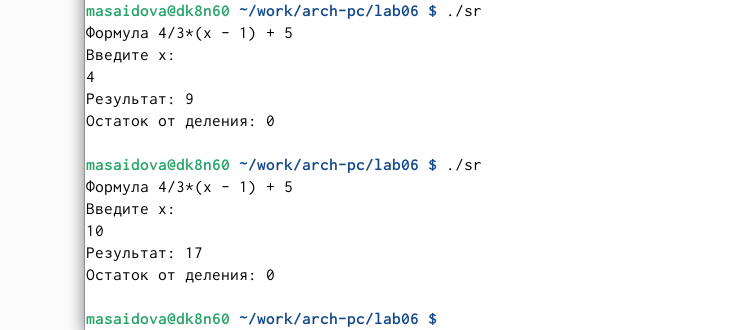 masaidova@dk8n60 ~/work/arch-pc/lab06 $ ./sr
Формула 4/3*(x - 1) + 5
Введите x:
4
Результат: 9
Остаток от деления: 0
masaidova@dk8n60 ~/work/arch-pc/lab06 $ ./sr
Формула 4/3*(x - 1) + 5
Введите x:
10
Результат: 17
Остаток от деления: 0
masaidova@dk8n60 ~/work/arch-pc/lab06 $